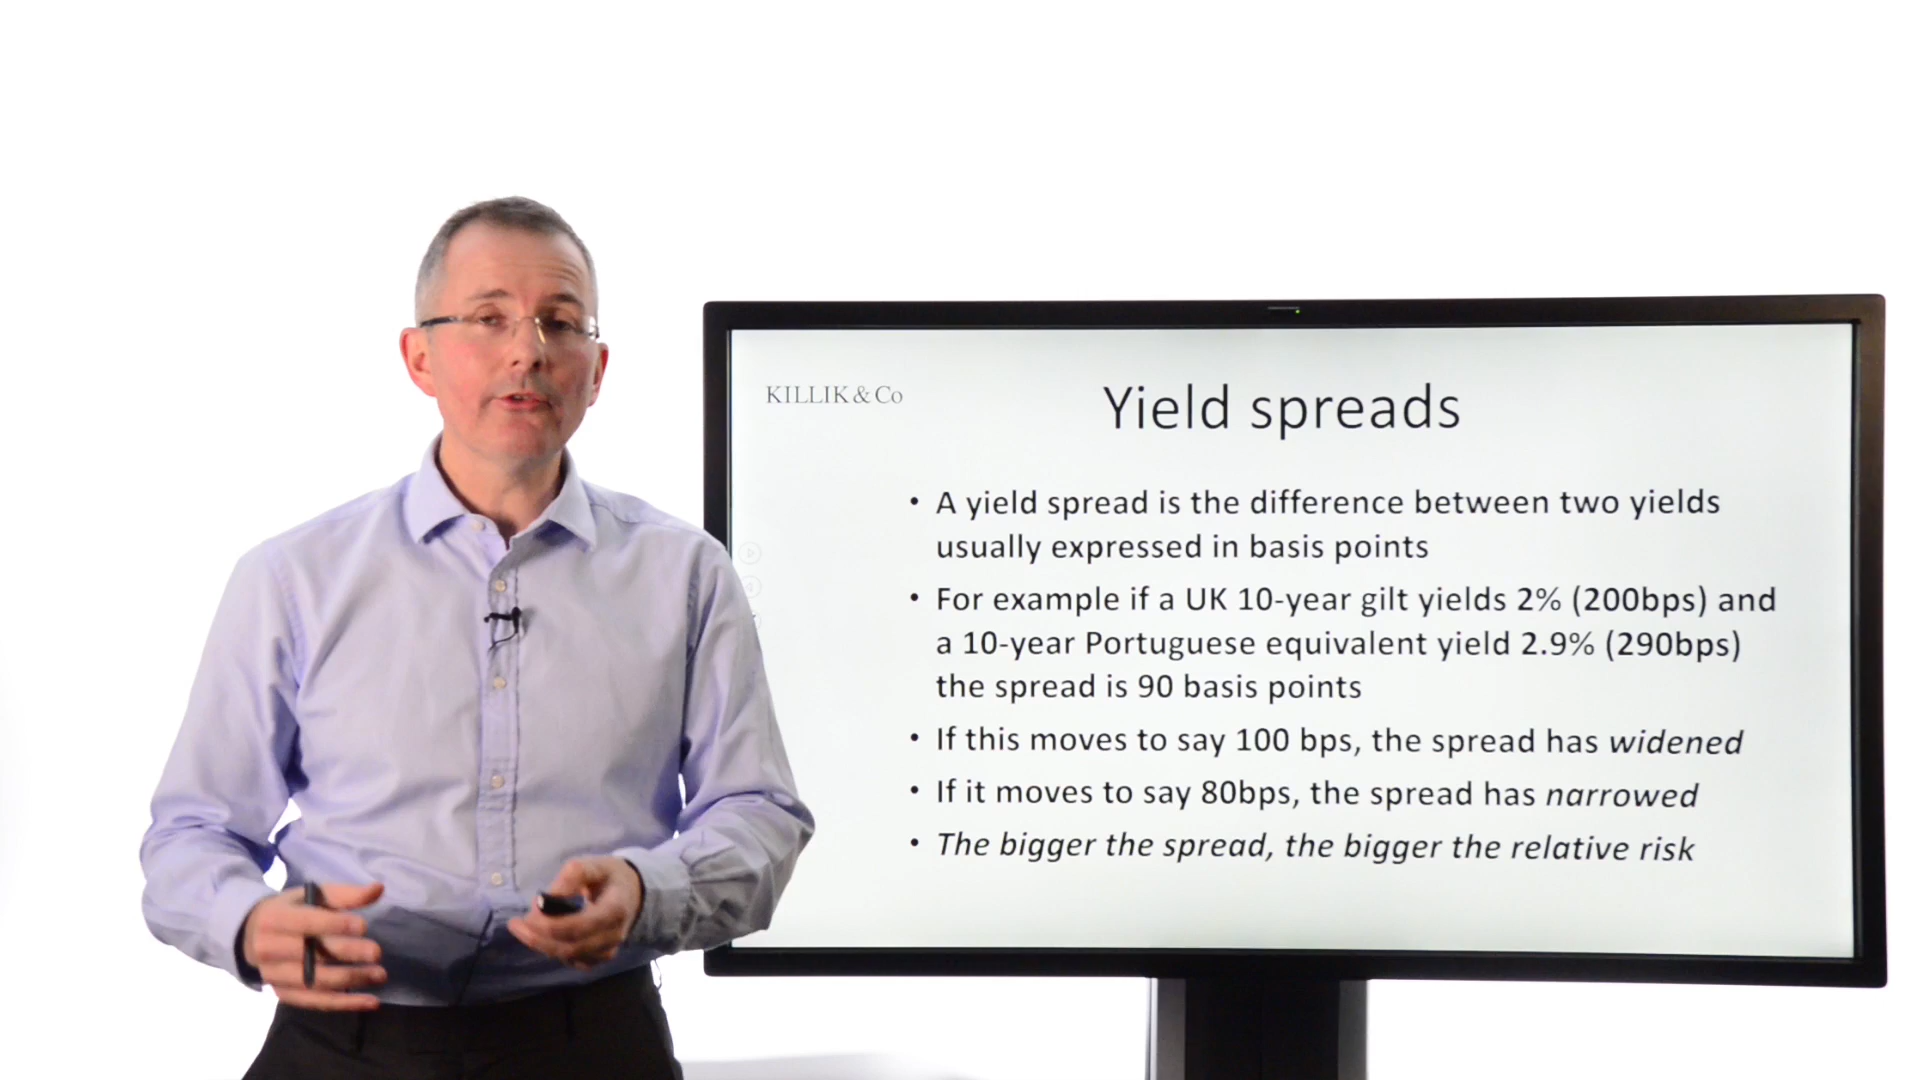 KILLIK & Co
Yield spreads
• A yield spread is the difference between two yields
usually expressed in basis points
• For example if a UK 10-year gilt yields 2% (200bps) and
a 10-year Portuguese equivalent yield 2.9% (290bps)
the spread is 90 basis points
• If this moves to say 100 bps, the spread has widened
• If it moves to say 80bps, the spread has narrowed
• The bigger the spread, the bigger the relative risk